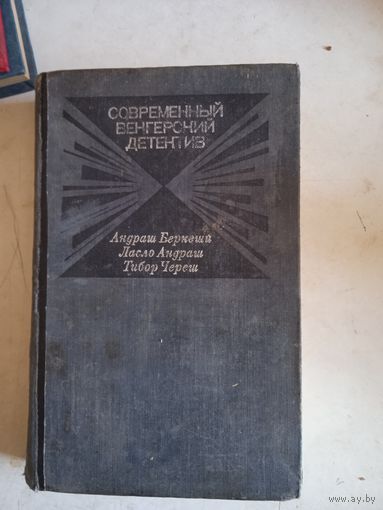 СОВРЕМЕННЫЙ
ВЕНГЕРСКИЙ
ДЕТЕКТИВ
Андраш Беркеши
Ласло Андраш
Тибор Череш
www.ay.by